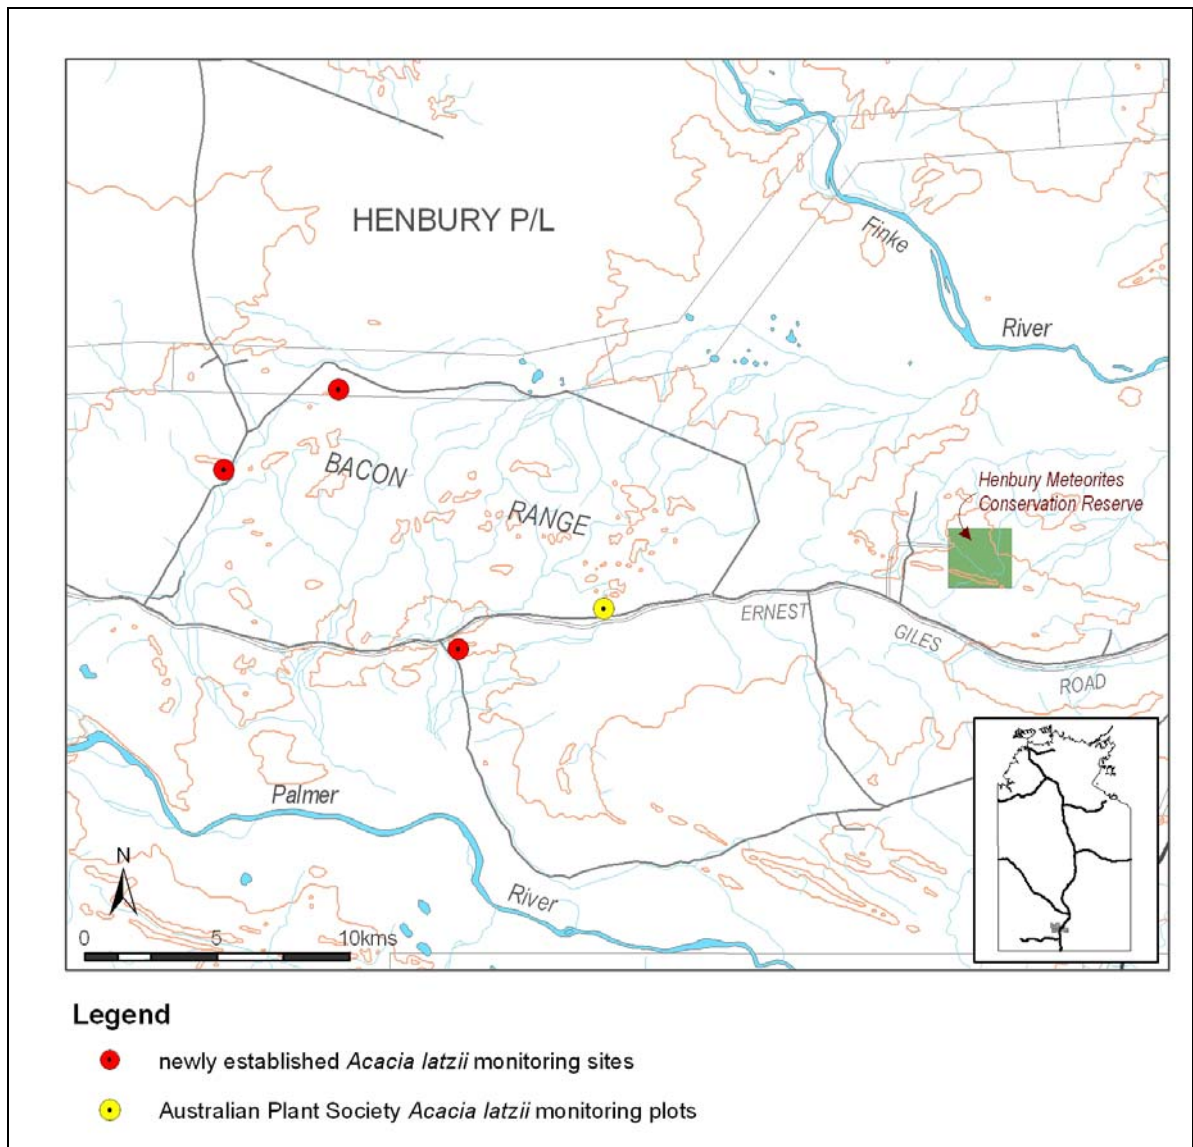 HENBURY P/L
Finke
River
BACON
RANGE
Henbury Meteorites
Conservation Reserve
ERNEST
GILES
ROAD
Palmer
River
N
0 5 10kms
Legend
newly established Acacia latzii monitoring sites
Australian Plant Society Acacia latzii monitoring plots